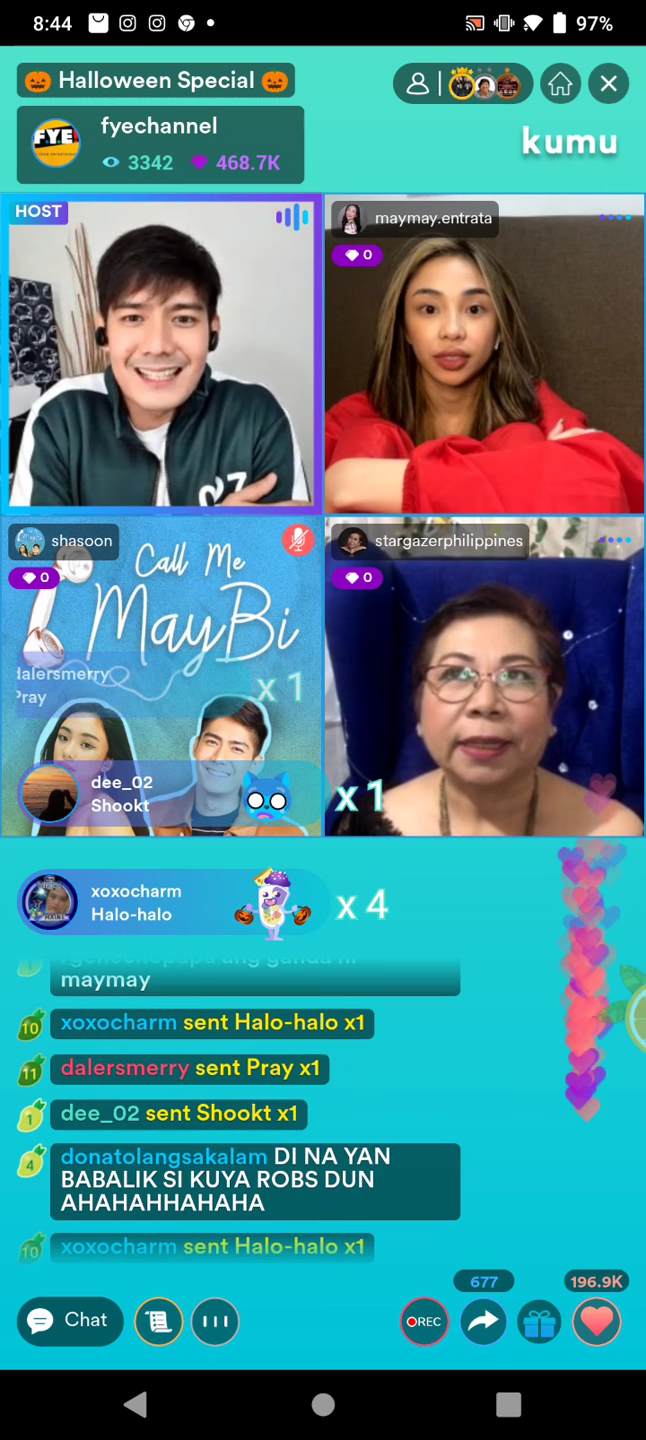 8:44
97%
Halloween Special
fyechannel
3342
468.7K
kumu
FYE
HOST
maymay.entrata
0
shasoon
0
Call Me
MayBi
dalersmerry
Pray
x 1
dee_02
Shookt
x 1
stargazerphilippines
0
xoxocharm
Halo-halo
x 4
maymay
10
xoxocharm sent Halo-halo x1
11
dalersmerry sent Pray x1
1
dee_02 sent Shookt x1
4
donatolangsakalam DI NA YAN
BABALIK SI KUYA ROBS DUN
AHAHAHHAHAHA
10
xoxocharm sent Halo-halo x1
677
196.9K
Chat
REC